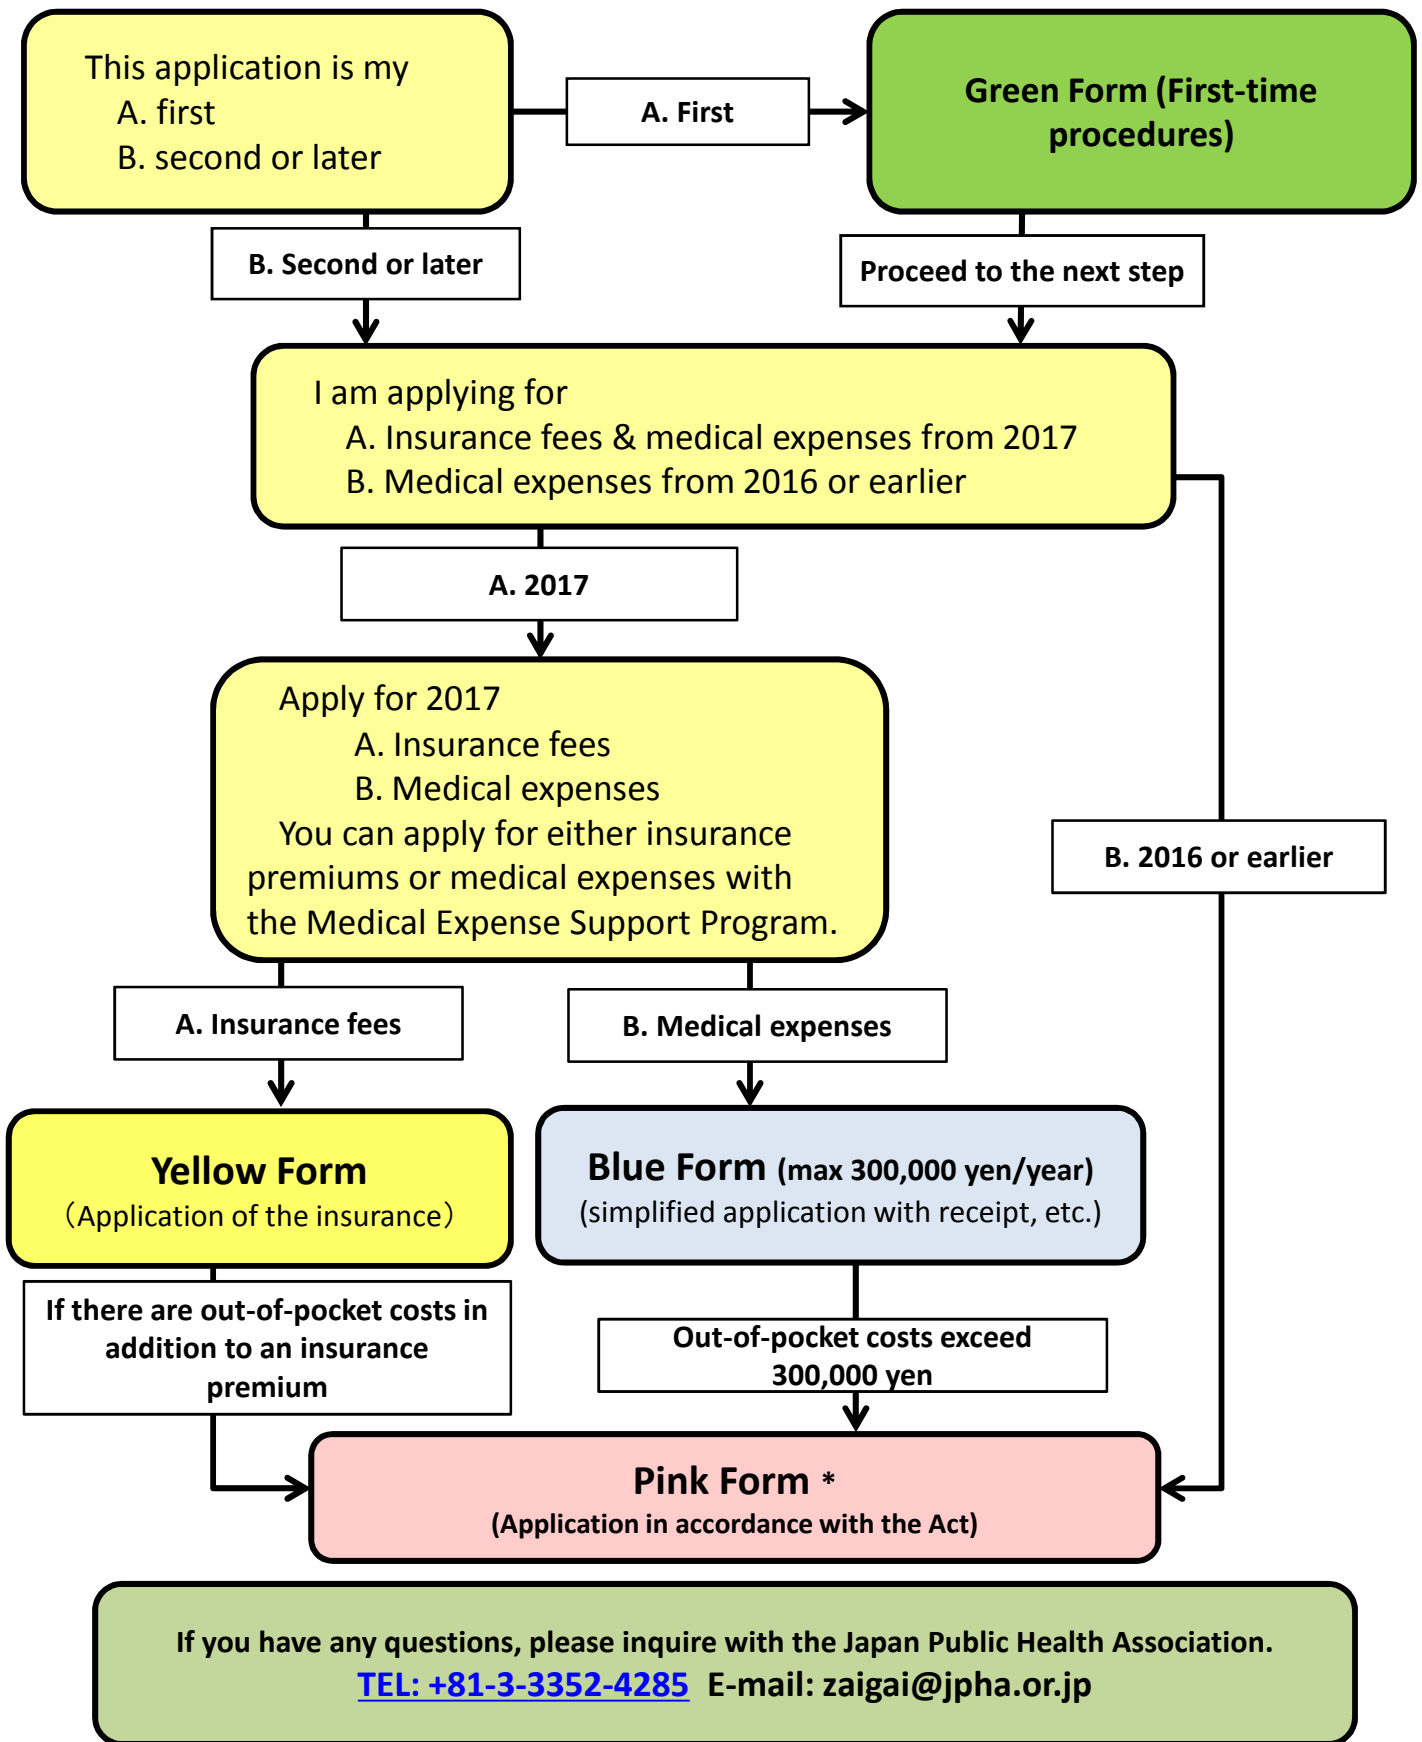 This application is my
A. first
B. second or later
A. First
Green Form (First-time
procedures)
B. Second or later
Proceed to the next step
I am applying for
A. Insurance fees & medical expenses from 2017
B. Medical expenses from 2016 or earlier
A. 2017
Apply for 2017
A. Insurance fees
B. Medical expenses
You can apply for either insurance
premiums or medical expenses with
the Medical Expense Support Program.
B. 2016 or earlier
A. Insurance fees
B. Medical expenses
Yellow Form
（Application of the insurance）
Blue Form (max 300,000 yen/year)
(simplified application with receipt, etc.)
If there are out-of-pocket costs in
addition to an insurance
premium
Out-of-pocket costs exceed
300,000 yen
Pink Form *
(Application in accordance with the Act)
If you have any questions, please inquire with the Japan Public Health Association.
TEL: +81-3-3352-4285 E-mail: zaigai@jpha.or.jp